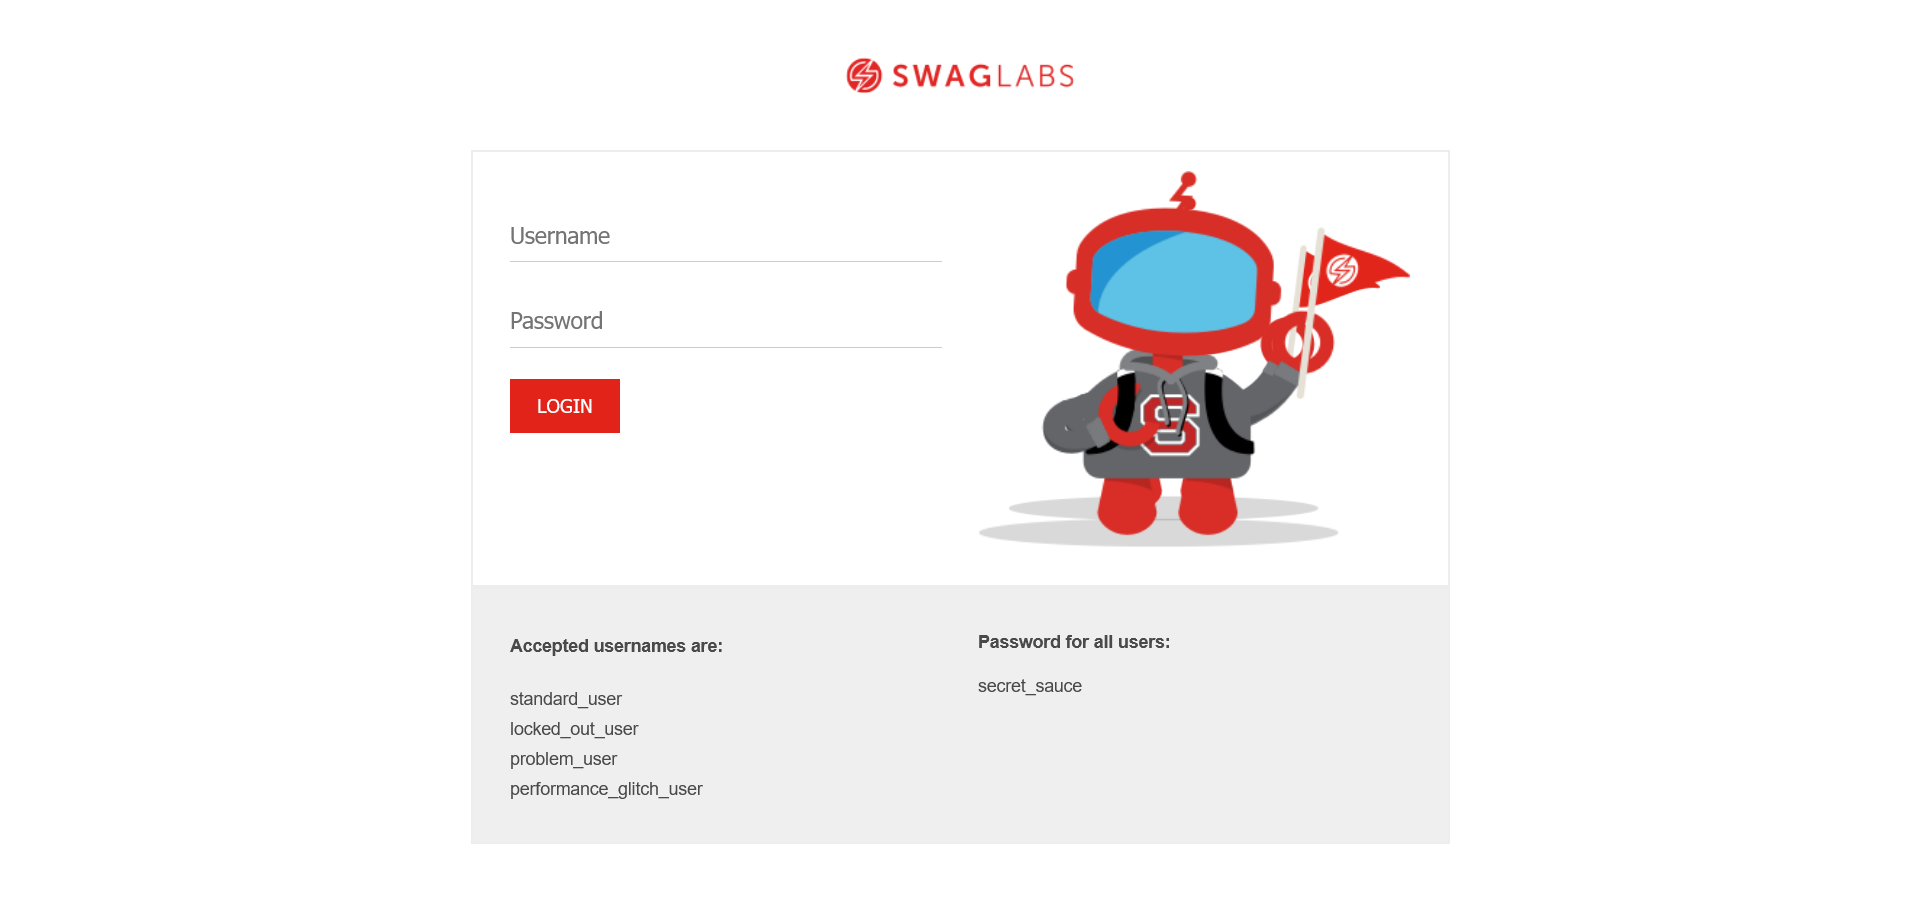 SWAGLABS
Username
Password
LOGIN
S
Accepted usernames are:
standard_user
locked_out_user
problem_user
performance_glitch_user
Password for all users:
secret_sauce